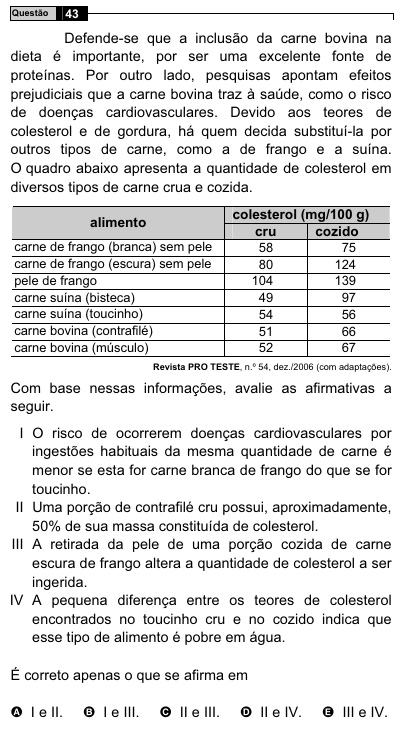 Questão 43
Defende-se que a inclusão da carne bovina na
dieta é importante, por ser uma excelente fonte de
proteínas. Por outro lado, pesquisas apontam efeitos
prejudiciais que a carne bovina traz à saúde, como o risco
de doenças cardiovasculares. Devido aos teores de
colesterol e de gordura, há quem decida substituí-la por
outros tipos de carne, como a de frango e a suína.
O quadro abaixo apresenta a quantidade de colesterol em
diversos tipos de carne crua e cozida.
alimento colesterol (mg/100 g)
cru cozido
carne de frango (branca) sem pele 58 75
carne de frango (escura) sem pele 80 124
pele de frango 104 139
carne suína (bisteca) 49 97
carne suína (toucinho) 54 56
carne bovina (contrafilé) 51 66
carne bovina (músculo) 52 67
Revista PRO TESTE, n.º 54, dez./2006 (com adaptações).
Com base nessas informações, avalie as afirmativas a
seguir.
I O risco de ocorrerem doenças cardiovasculares por
ingestões habituais da mesma quantidade de carne é
menor se esta for carne branca de frango do que se for
toucinho.
II Uma porção de contrafilé cru possui, aproximadamente,
50% de sua massa constituída de colesterol.
III A retirada da pele de uma porção cozida de carne
escura de frango altera a quantidade de colesterol a ser
ingerida.
IV A pequena diferença entre os teores de colesterol
encontrados no toucinho cru e no cozido indica que
esse tipo de alimento é pobre em água.
É correto apenas o que se afirma em
A I e II. B I e III. C II e III. D II e IV. E III e IV.